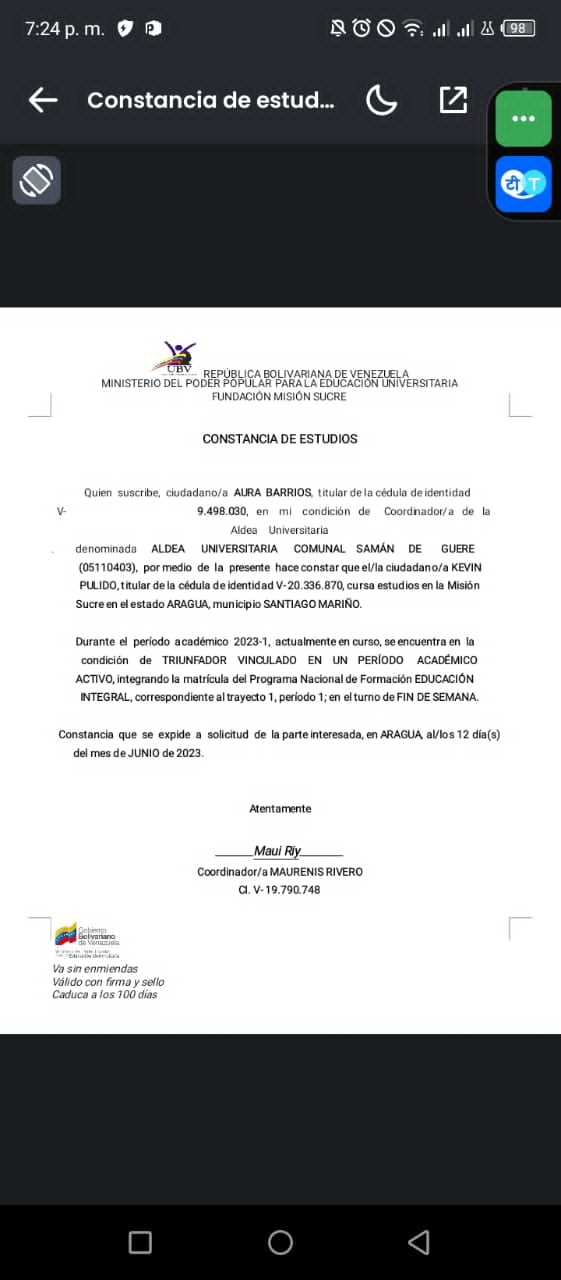 7:24 p. m.
98
Constancia de estud...
टी T
UBV
REPÚBLICA BOLIVARIANA DE VENEZUELA
MINISTERIO DEL PODER POPULAR PARA LA EDUCACIÓN UNIVERSITARIA
FUNDACIÓN MISIÓN SUCRE
CONSTANCIA DE ESTUDIOS
Quien suscribe, ciudadano/a AURA BARRIOS, titular de la cédula de identidad
V- 9.498.030, en mi condición de Coordinador/a de la
Aldea Universitaria
denominada ALDEA UNIVERSITARIA COMUNAL SAMÁN DE GUERE
(05110403), por medio de la presente hace constar que el/la ciudadano/a KEVIN
PULIDO, titular de la cédula de identidad V-20.336.870, cursa estudios en la Misión
Sucre en el estado ARAGUA, municipio SANTIAGO MARIÑO.
Durante el período académico 2023-1, actualmente en curso, se encuentra en la
condición de TRIUNFADOR VINCULADO EN UN PERÍODO ACADÉMICO
ACTIVO, integrando la matrícula del Programa Nacional de Formación EDUCACIÓN
INTEGRAL, correspondiente al trayecto 1, período 1; en el turno de FIN DE SEMANA.
Constancia que se expide a solicitud de la parte interesada, en ARAGUA, al/los 12 día(s)
del mes de JUNIO de 2023.
Atentamente
Maui Riy
Coordinador/a MAURENIS RIVERO
CI. V-19.790.748
Gobierno
Bolivariano
de Venezuela
Va sin enmiendas
Válido con firma y sello
Caduca a los 100 días